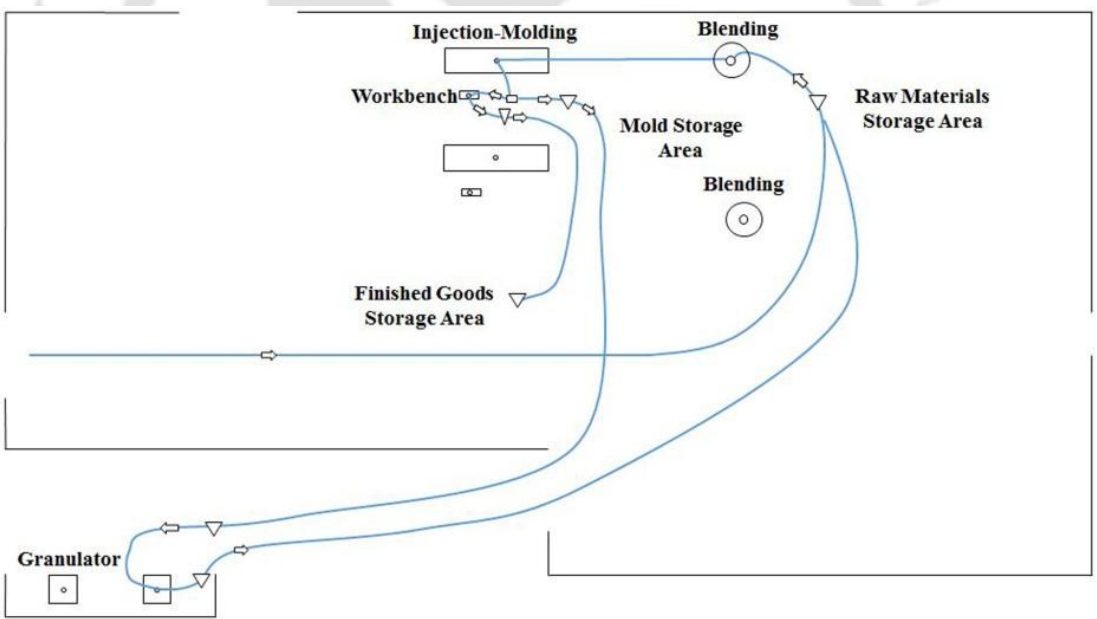 Injection-Molding
Blending
Workbench
Raw Materials
Storage Area
Mold Storage
Area
Blending
Finished Goods
Storage Area
Granulator